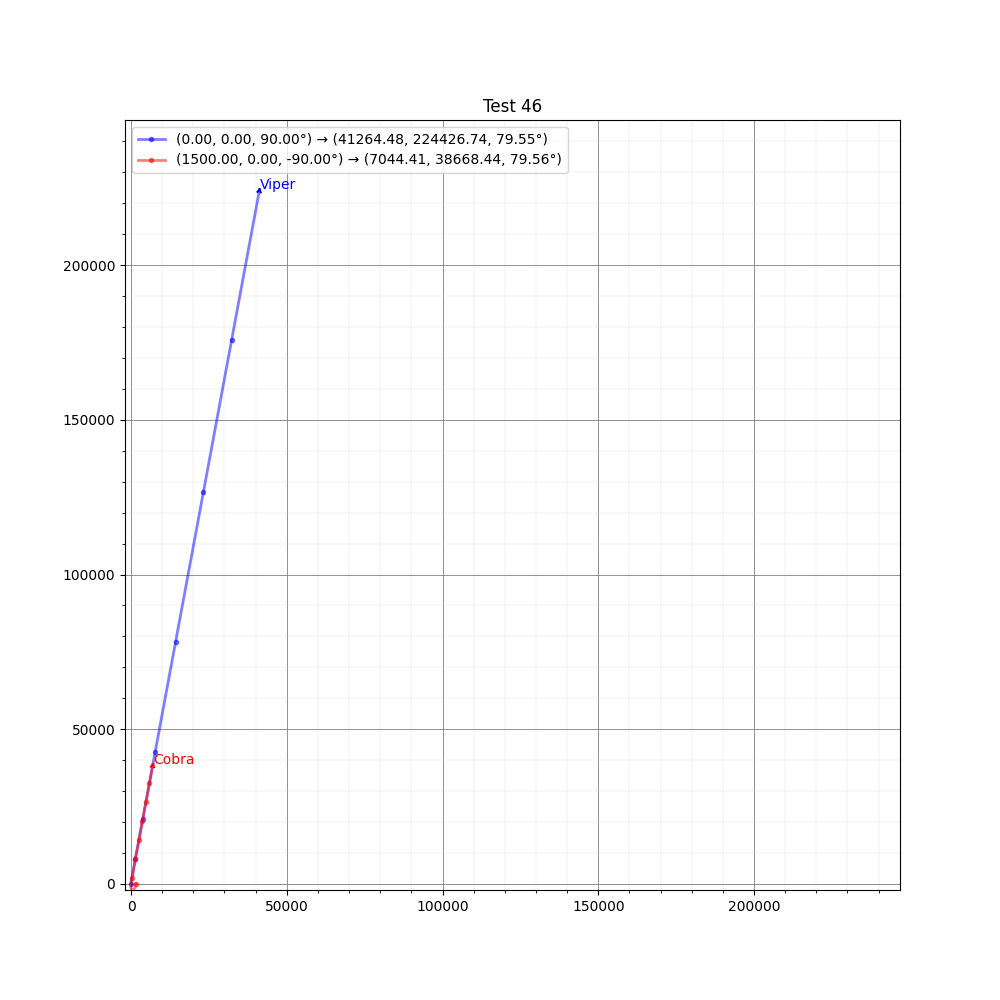 Test 46
(0.00, 0.00, 90.00°) → (41264.48, 224426.74, 79.55°)
(1500.00, 0.00, -90.00°) → (7044.41, 38668.44, 79.56°)
Viper
200000
150000
100000
50000
Cobra
0
0 50000 100000 150000 200000